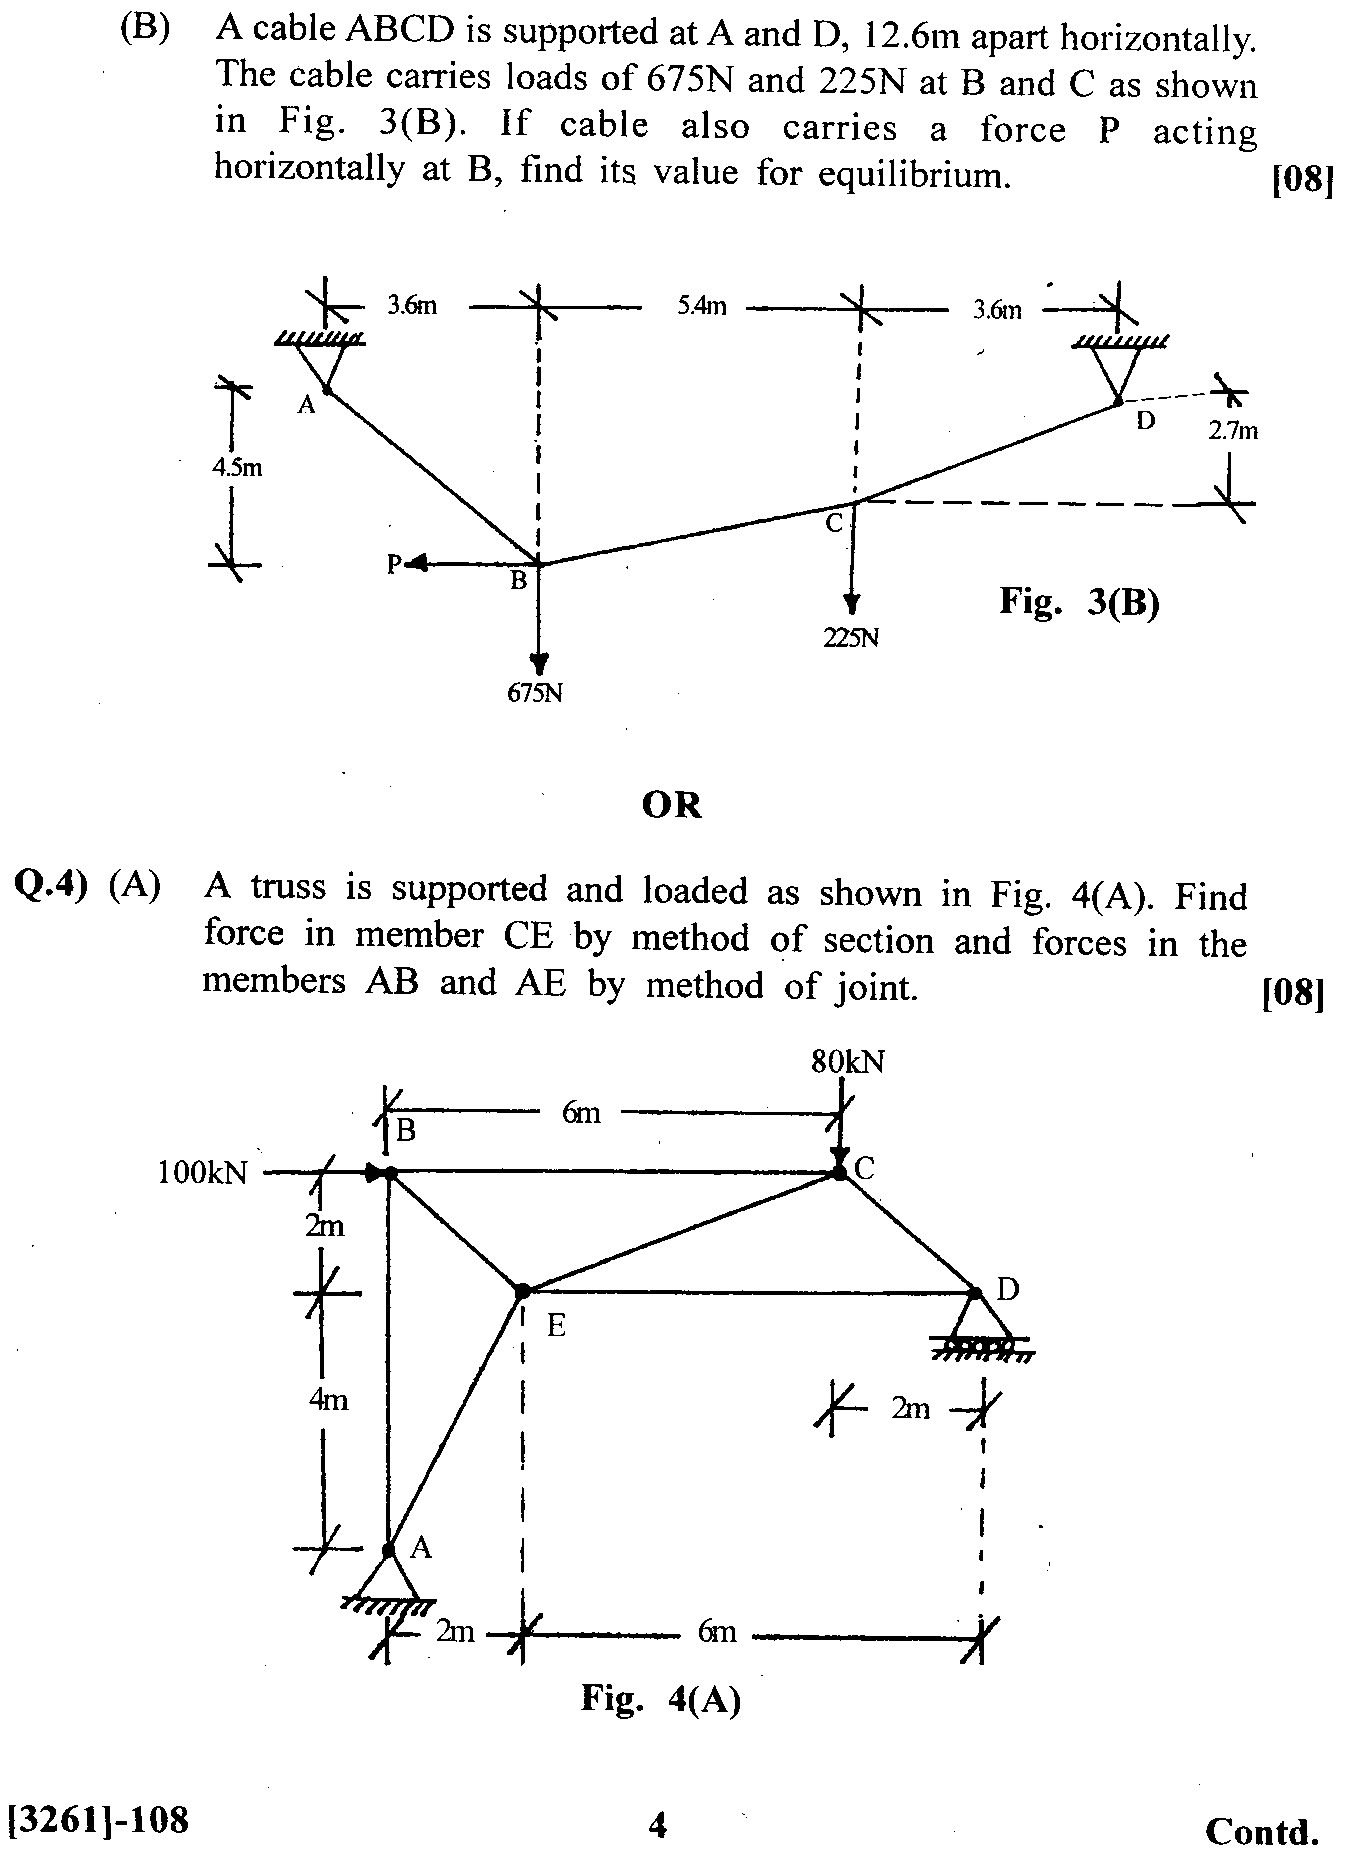 (B) A cable ABCD is supported at A and D, 12.6m apart horizontally.
The cable carries loads of 675N and 225N at B and C as shown
in Fig. 3(B). If cable also carries a force P acting
horizontally at B, find its value for equilibrium. [08]
3.6m 5.4m 3.6m
A
D
2.7m
4.5m
C
P
B
Fig. 3(B)
225N
675N
OR
Q.4) (A) A truss is supported and loaded as shown in Fig. 4(A). Find
force in member CE by method of section and forces in the
members AB and AE by method of joint. [08]
80kN
6m
B
100kN
C
2m
D
E
4m
2m
A
2m 6m
Fig. 4(A)
[3261]-108 4 Contd.